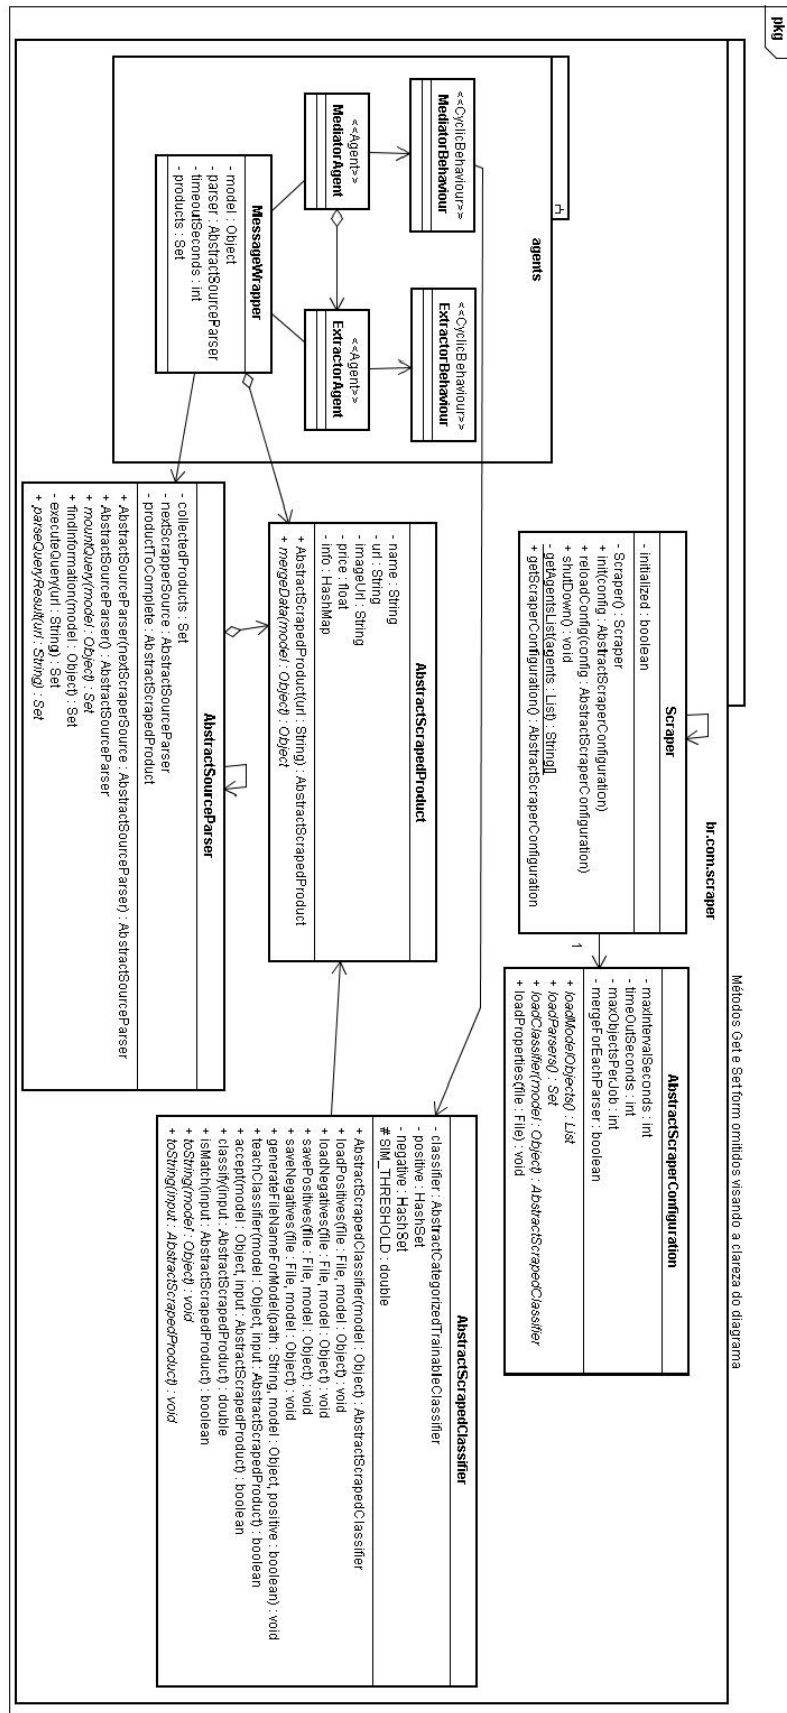 pkg
br.com.scraper
Métodos Get e Set form omitidos visando a clareza do diagrama
agents
<<CyclicBehaviour>>
MediatorBehaviour
<<CyclicBehaviour>>
ExtractorBehaviour
<<Agent>>
MediatorAgent
<<Agent>>
ExtractorAgent
MessageWrapper
- model : Object
- parser : AbstractSourceParser
- timeoutSeconds : int
- products : Set
Scraper
- initialized : boolean
- Scraper() : Scraper
+ init(config : AbstractScraperConfiguration)
+ reloadConfig(config : AbstractScraperConfiguration)
+ shutDown() : void
- getAgentsList(agents : List) : String[]
+ getScraperConfiguration() : AbstractScraperConfiguration
1
AbstractScraperConfiguration
- maxIntervalSeconds : int
- timeOutSeconds : int
- maxObjectsPerJob : int
- mergeForEachParser : boolean
+ loadModelObjects() : List
+ loadParsers() : Set
+ loadClassifier(model : Object) : AbstractScrapedClassifier
+ loadProperties(file : File) : void
AbstractScrapedProduct
- name : String
- url : String
- imageUrl : String
- price : float
- info : HashMap
+ AbstractScrapedProduct(url : String) : AbstractScrapedProduct
+ mergeData(model : Object) : Object
AbstractSourceParser
- collectedProducts : Set
- nextScrapperSource : AbstractSourceParser
- productToComplete : AbstractScrapedProduct
+ AbstractSourceParser(nextScraperSource : AbstractSourceParser) : AbstractSourceParser
+ AbstractSourceParser() : AbstractSourceParser
+ mountQuery(model : Object) : Set
+ findInformation(model : Object) : Set
- executeQuery(url : String) : Set
+ parseQueryResult(url : String) : Set
AbstractScrapedClassifier
- classifier : AbstractCategorizedTrainableClassifier
- positive : HashSet
- negative : HashSet
# SIM_THRESHOLD : double
+ AbstractScrapedClassifier(model : Object) : AbstractScrapedClassifier
+ loadPositives(file : File, model : Object) : void
+ loadNegatives(file : File, model : Object) : void
+ savePositives(file : File, model : Object) : void
+ saveNegatives(file : File, model : Object) : void
+ generateFileNameForModel(path : String, model : Object, positive : boolean) : void
+ teachClassifier(model : Object, input : AbstractScrapedProduct) : boolean
+ accept(model : Object, input : AbstractScrapedProduct) : boolean
+ classify(input : AbstractScrapedProduct) : double
+ isMatch(input : AbstractScrapedProduct) : boolean
+ toString(model : Object) : void
+ toString(input : AbstractScrapedProduct) : void